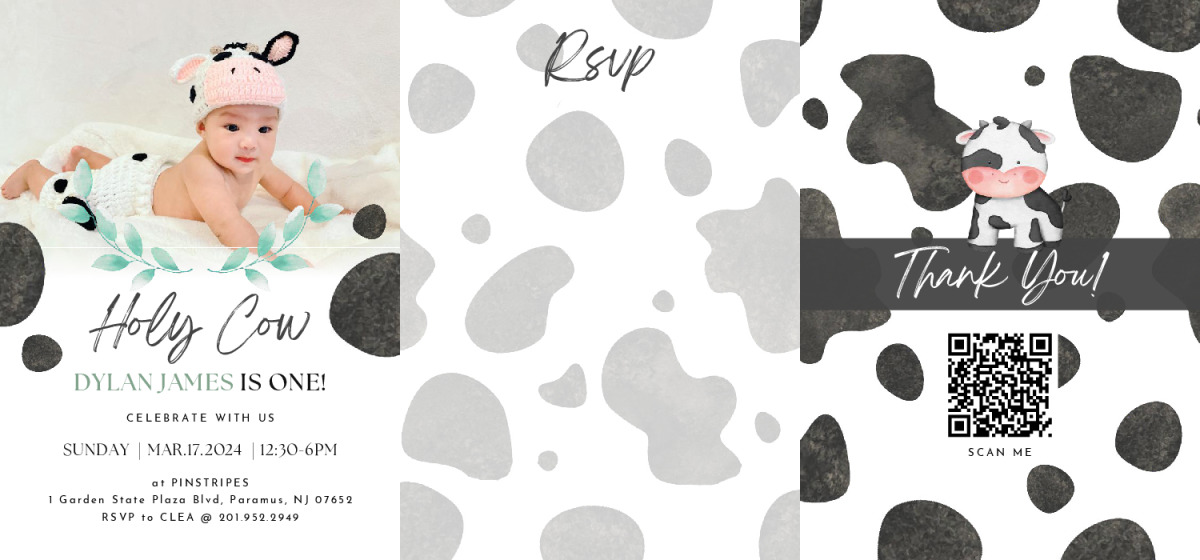 Holy Cow
DYLAN JAMES IS ONE!
CELEBRATE WITH US
SUNDAY | MAR.17.2024 | 12:30-6PM
at PINSTRIPES
1 Garden State Plaza Blvd, Paramus, NJ 07652
RSVP to CLEA @ 201.952.2949
Rsvp
Thank You!
SCAN ME